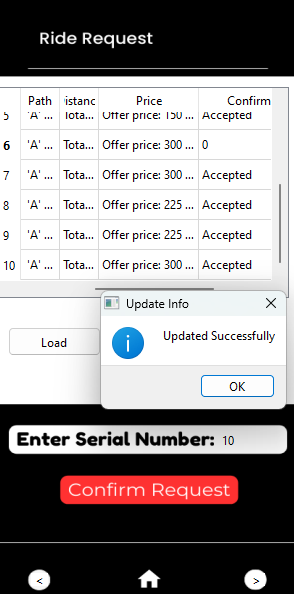 Ride Request
Path istanc Price Confirm
5 'A' ... Tota... Offer price: 150 ... Accepted
6 'A' ... Tota... Offer price: 300 ... 0
7 'A' ... Tota... Offer price: 300 ... Accepted
8 'A' ... Tota... Offer price: 225 ... Accepted
9 'A' ... Tota... Offer price: 225 ... Accepted
10 'A' ... Tota... Offer price: 300 ... Accepted
Update Info
Updated Successfully
Load
OK
Enter Serial Number: 10
Confirm Request
< >